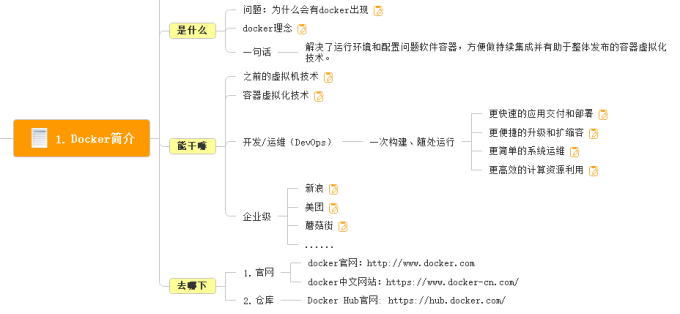 1. Docker简介
是什么
问题：为什么会有docker出现
docker理念
一句话
解决了运行环境和配置问题软件容器，方便做持续集成并有助于整体发布的容器虚拟化
技术。
能干嘛
之前的虚拟机技术
容器虚拟化技术
开发/运维（DevOps）
一次构建、随处运行
更快速的应用交付和部署
更便捷的升级和扩缩容
更简单的系统运维
更高效的计算资源利用
企业级
新浪
美团
蘑菇街
......
去哪下
1. 官网
docker官网：http://www.docker.com
docker中文网站：https://www.docker-cn.com/
2. 仓库
Docker Hub官网: https://hub.docker.com/